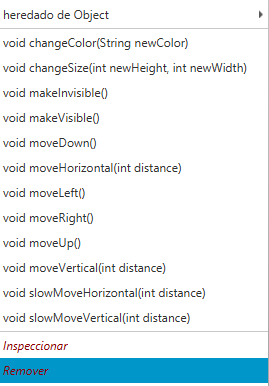 heredado de Object
void changeColor(String newColor)
void changeSize(int newHeight, int newWidth)
void makeInvisible()
void makeVisible()
void moveDown()
void moveHorizontal(int distance)
void moveLeft()
void moveRight()
void moveUp()
void moveVertical(int distance)
void slowMoveHorizontal(int distance)
void slowMoveVertical(int distance)
Inspeccionar
Remover